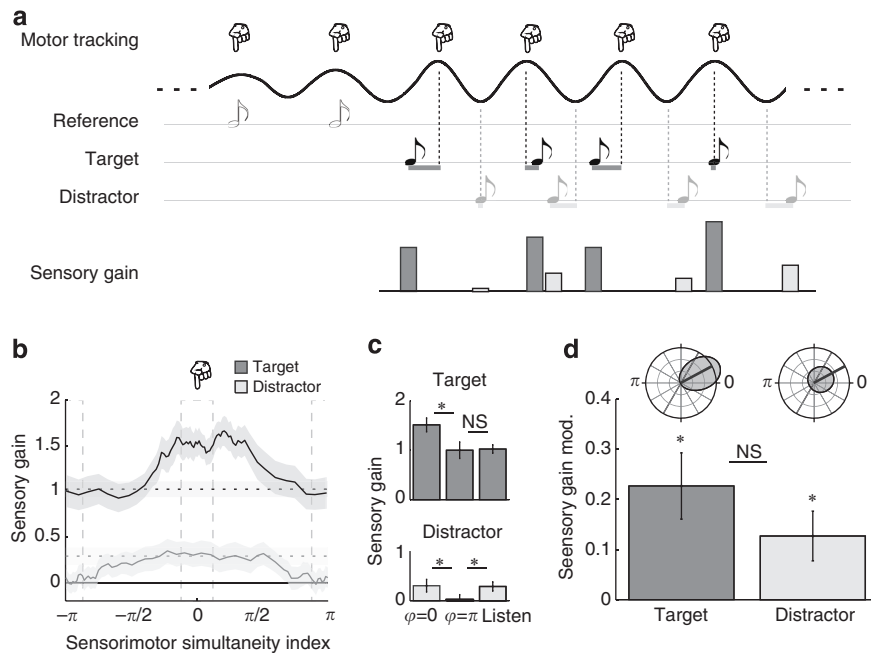 a
Motor tracking
Reference
Target
Distractor
Sensory gain
b
Target
Distractor
2
1.5
1
0.5
0
Sensory gain
−π −π/2 0 π/2 π
Sensorimotor simultaneity index
c
Target
2
1
0
* NS
Sensory gain
Distractor
1
0
* *
φ=0 φ=π Listen
d
π 0 π 0
0.4
0.3
0.2
0.1
0
Seensory gain mod.
* NS *
Target Distractor